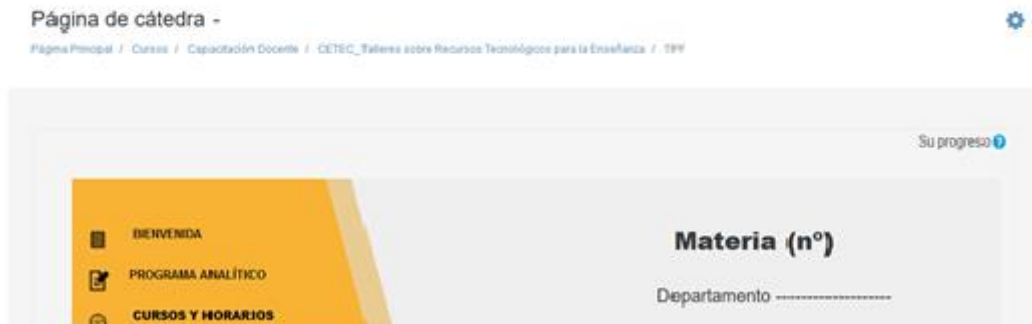 Página de cátedra -
Página Principal / Cursos / Capacitación Docente / CETEC_Talleres sobre Recursos Tecnológicos para la Enseñanza /
Su progreso
BIENVENIDA
PROGRAMA ANALÍTICO
CURSOS Y HORARIOS
Materia (nº)
Departamento --------------------